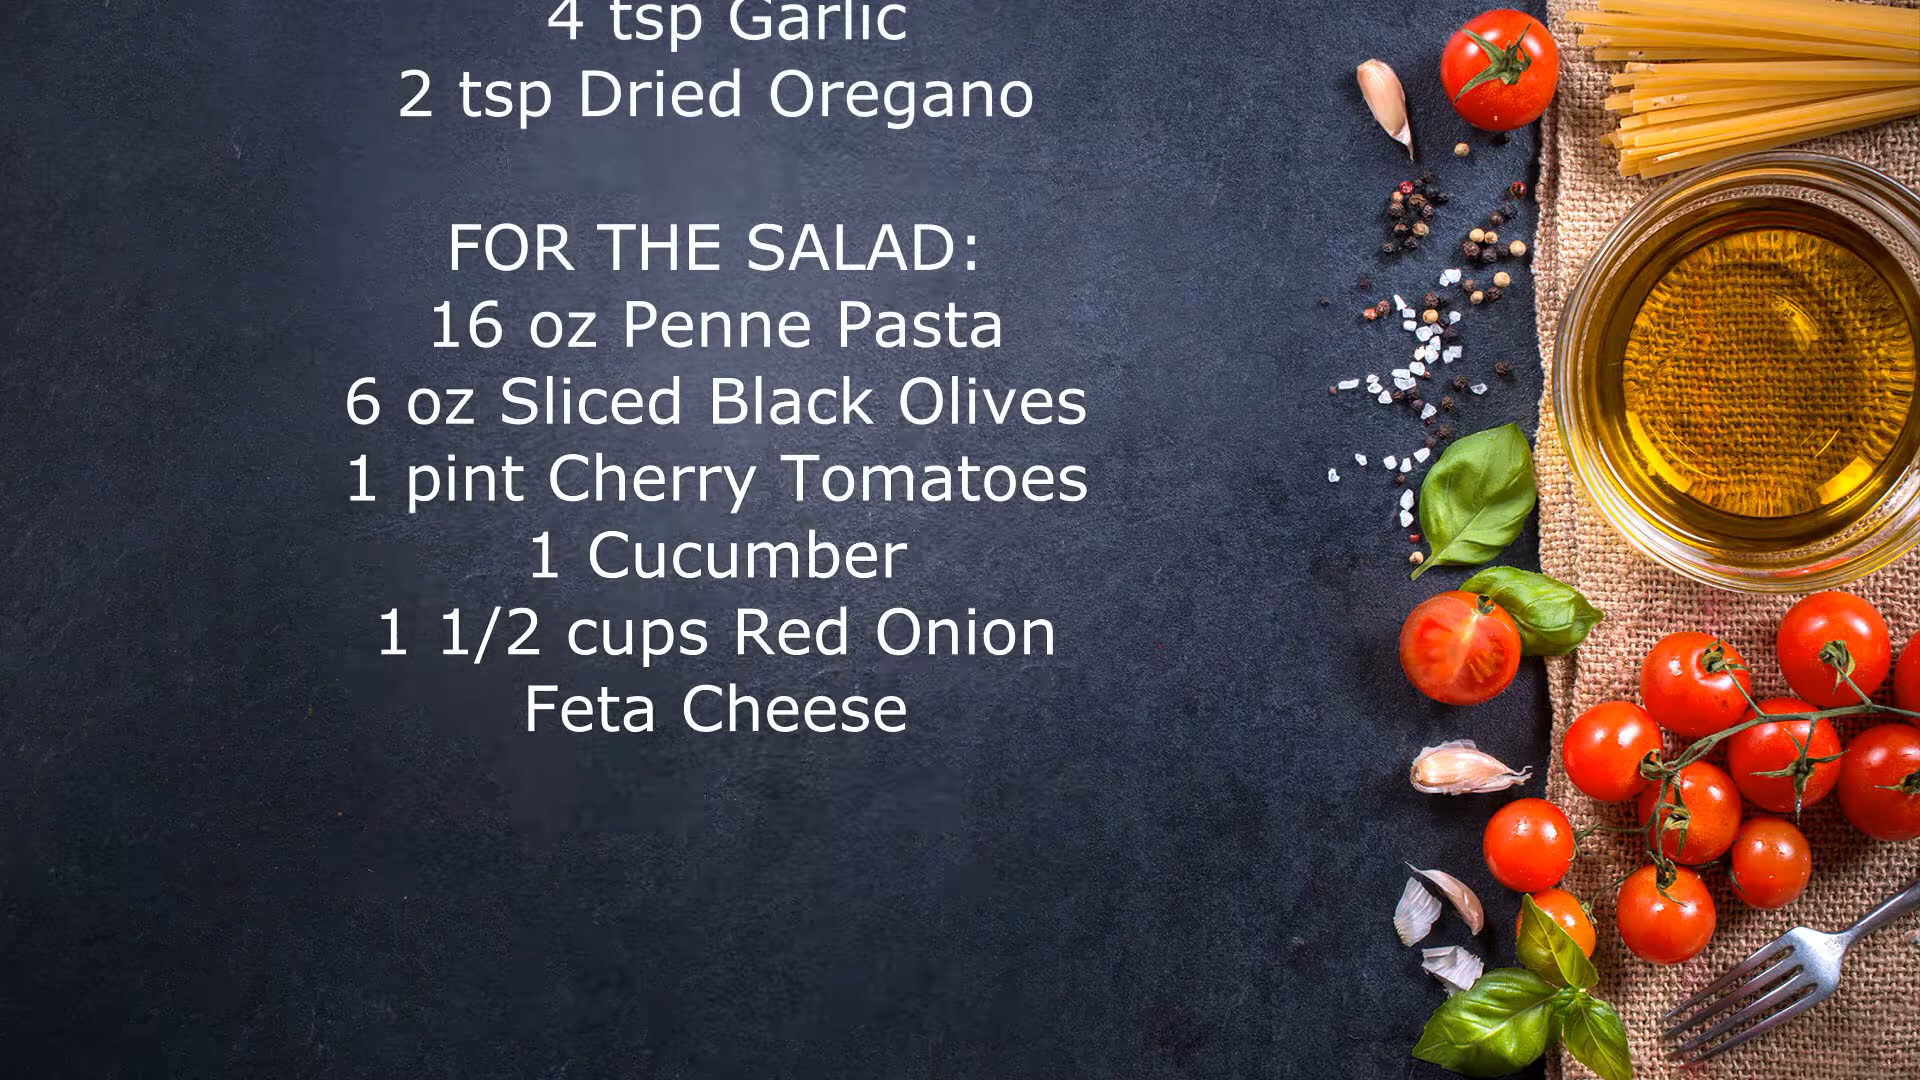 4 tsp Garlic
2 tsp Dried Oregano
FOR THE SALAD:
16 oz Penne Pasta
6 oz Sliced Black Olives
1 pint Cherry Tomatoes
1 Cucumber
1 1/2 cups Red Onion
Feta Cheese